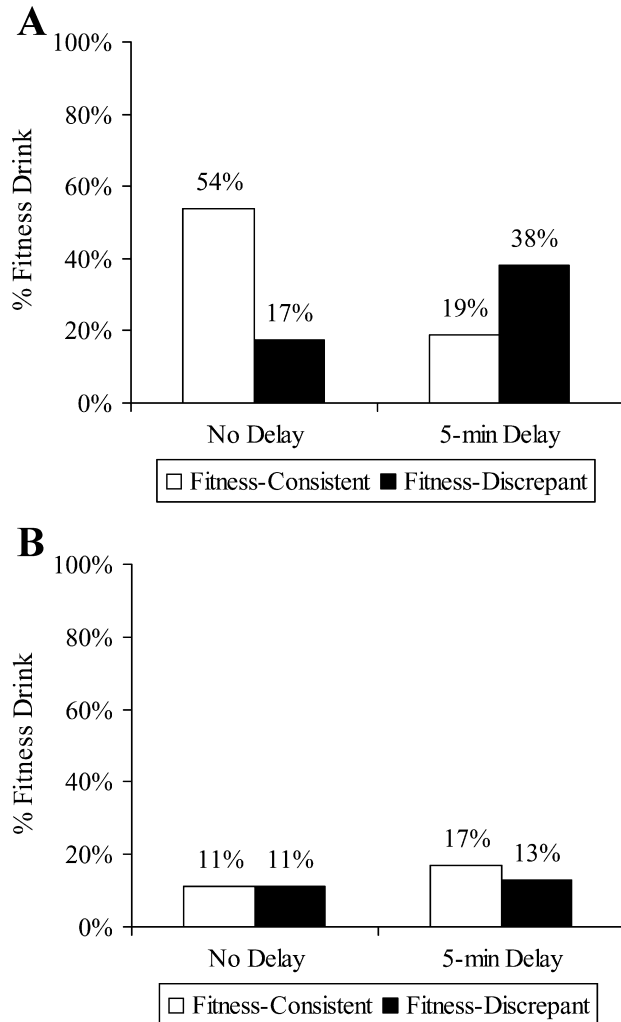 A
100%
80%
60%
40%
20%
0%
% Fitness Drink
54%
17%
19%
38%
No Delay
5-min Delay
Fitness-Consistent Fitness-Discrepant
B
100%
80%
60%
40%
20%
0%
% Fitness Drink
11%
11%
17%
13%
No Delay
5-min Delay
Fitness-Consistent Fitness-Discrepant